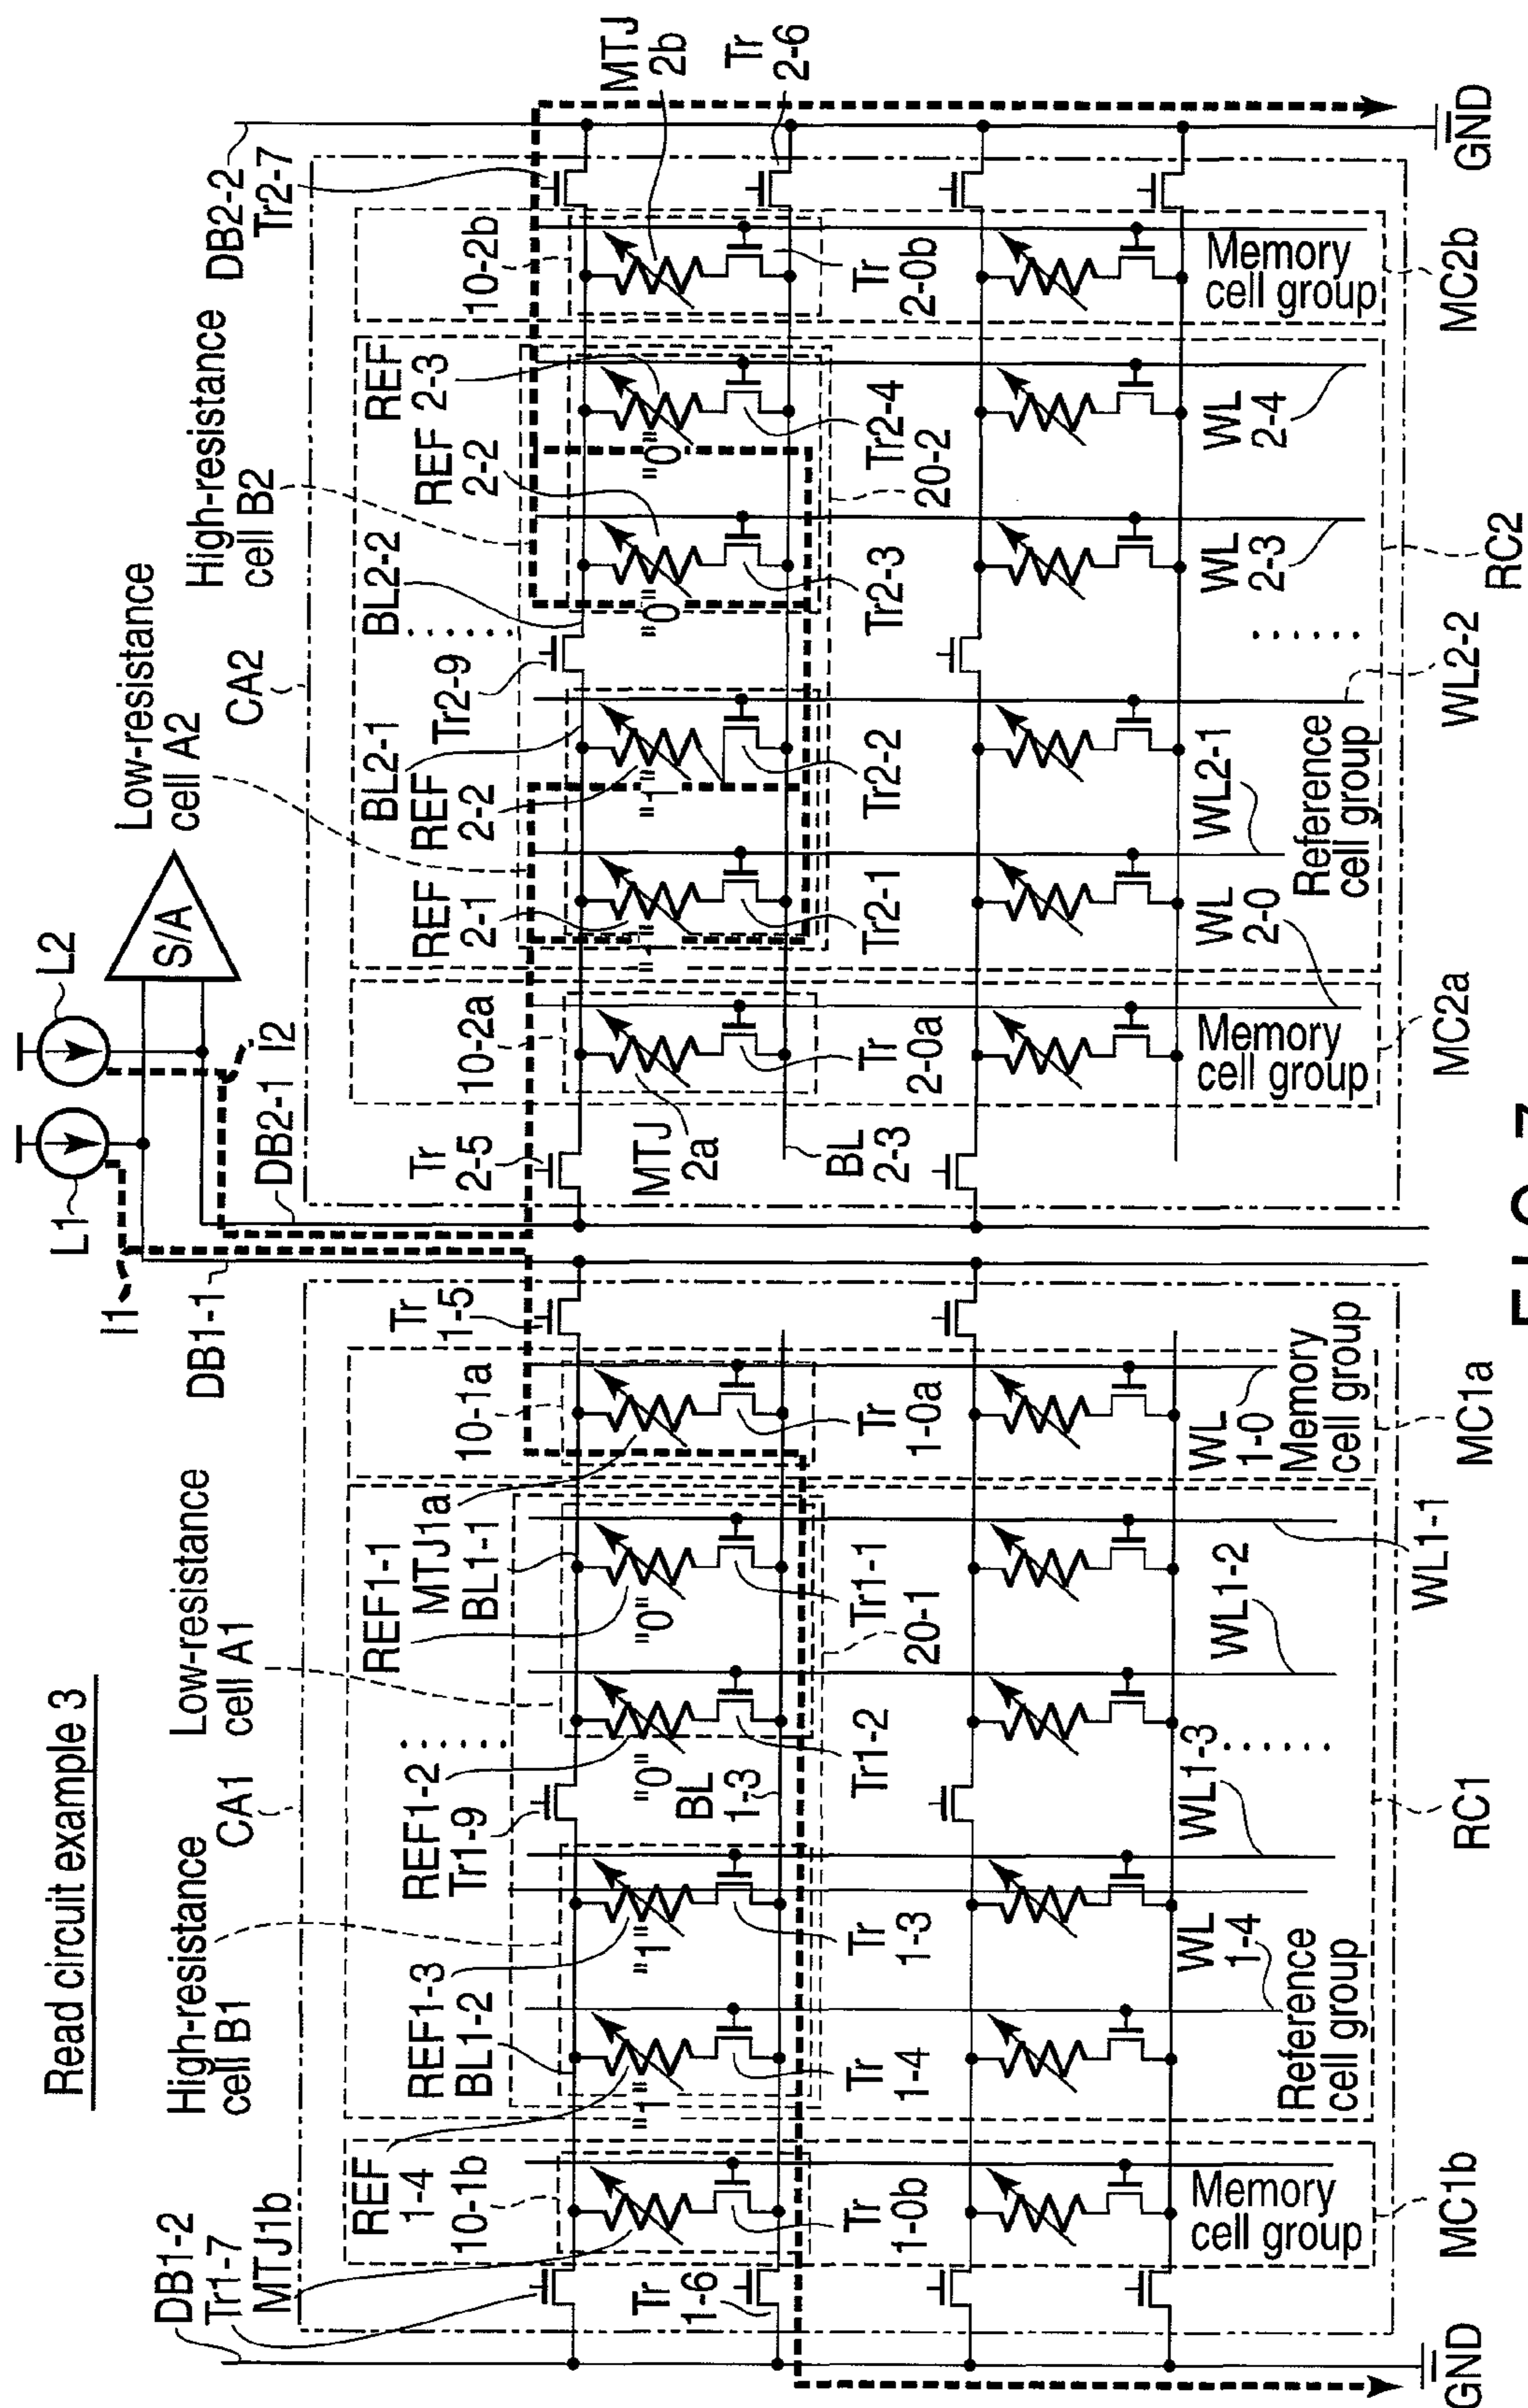 Read circuit example 3
L1
L2
S/A
I1
I2
DB1-1
DB2-1
DB1-2
Tr1-7
MTJ1b
High-resistance
cell B1
CA1
Low-resistance
cell A1
REF
1-4
10-1b
REF1-3
BL1-2
REF1-2
Tr1-9
REF1-1
MTJ1a
BL1-1
10-1a
Tr
1-5
"1"
"1"
"0"
"0"
BL
1-3
Tr
1-6
Tr
1-0b
Tr
1-4
Tr
1-3
Tr1-2
Tr1-1
20-1
Tr
1-0a
Memory
cell group
Reference
cell group
WL
1-4
WL1-3
WL1-2
WL
1-0
Memory
cell group
GND
MC1b
RC1
WL1-1
MC1a
Low-resistance
cell A2
CA2
High-resistance
cell B2
DB2-2
Tr2-7
Tr
2-5
10-2a
REF
2-1
REF
2-2
BL2-1
Tr2-9
BL2-2
REF
2-2
REF
2-3
10-2b
MTJ
2b
Tr
2-6
MTJ
2a
"1"
"1"
"0"
"0"
BL
2-3
Tr
2-0a
Tr2-1
Tr2-2
Tr2-3
Tr2-4
20-2
Tr
2-0b
Memory
cell group
WL
2-0
Reference
cell group
WL2-1
WL
2-3
WL
2-4
Memory
cell group
GND
MC2a
WL2-2
RC2
MC2b